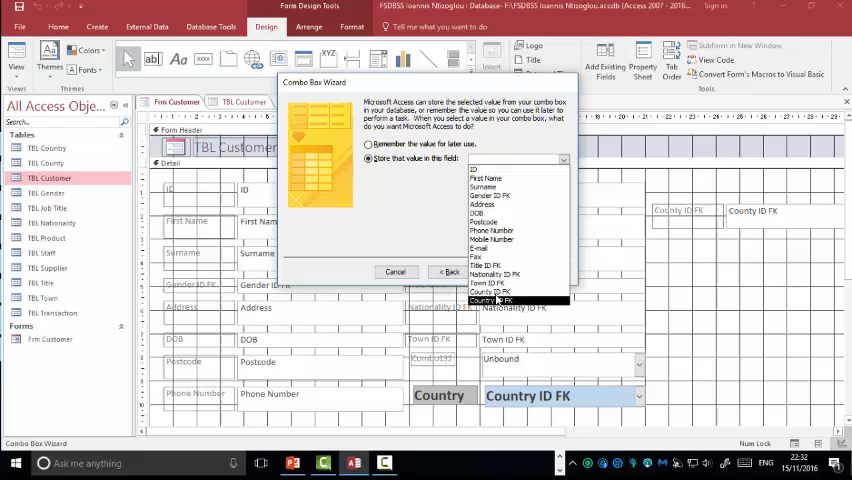 Form Design Tools
FSDBSS Ioannis Ntizoglou: Database- FSDBSS Ioannis Ntizoglou.accdb (Access 2007 - 2016...
Sign in
File Home Create External Data Database Tools Design Arrange Format Tell me what you want to do
View
Themes
Colors
Fonts
Aa
ab|
Aa
XYZ
Logo
Title
Add Existing Fields
Property Sheet
Tab Order
Subform in New Window
View Code
Convert Form's Macros to Visual Basic
Views
Themes
Tools
All Access Obje...
Search...
Tables
TBL Country
TBL County
TBL Customer
TBL Gender
TBL Job Title
TBL Nationality
TBL Product
TBL Staff
TBL Supplier
TBL Title
TBL Town
TBL Transaction
Forms
Frm Customer
Frm Customer
TBL Customer
Form Header
TBL Customer
Detail
ID ID
First Name First Name
Surname Surname
Gender ID FK Gender ID FK
Address Address
DOB DOB
Postcode Postcode
Phone Number Phone Number
Nationality ID FK Nationality ID FK
Town ID FK Town ID FK
Combo132 Unbound
Country Country ID FK
County ID FK County ID FK
Combo Box Wizard
Microsoft Access can store the selected value from your combo box
in your database, or remember the value so you can use it later to
perform a task. When you select a value in your combo box, what
do you want Microsoft Access to do?
Remember the value for later use.
Store that value in this field:
ID
First Name
Surname
Gender ID FK
Address
DOB
Postcode
Phone Number
Mobile Number
E-mail
Fax
Title ID FK
Nationality ID FK
Town ID FK
County ID FK
Country ID FK
Cancel
< Back
Combo Box Wizard
Num Lock
Ask me anything
ENG
22:32
15/11/2016